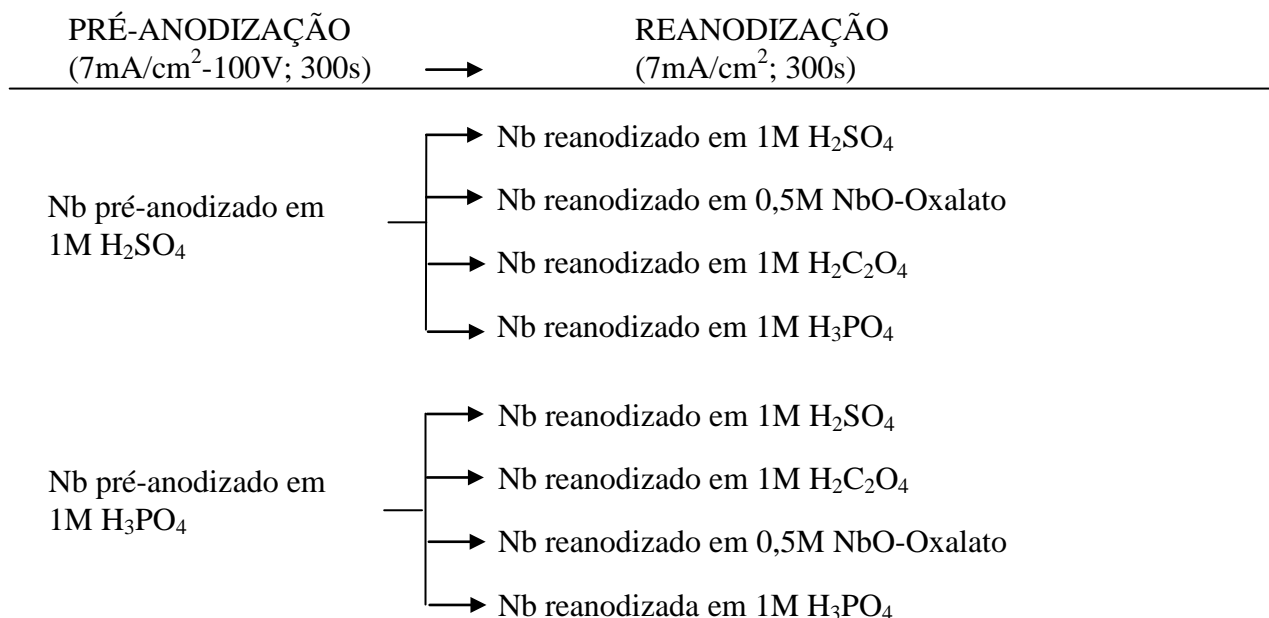 PRÉ-ANODIZAÇÃO REANODIZAÇÃO
(7mA/cm²-100V; 300s) (7mA/cm²; 300s)
Nb reanodizado em 1M H₂SO₄
Nb reanodizado em 0,5M NbO-Oxalato
Nb pré-anodizado em
1M H₂SO₄
Nb reanodizado em 1M H₂C₂O₄
Nb reanodizado em 1M H₃PO₄
Nb reanodizado em 1M H₂SO₄
Nb reanodizado em 1M H₂C₂O₄
Nb pré-anodizado em
1M H₃PO₄
Nb reanodizado em 0,5M NbO-Oxalato
Nb reanodizada em 1M H₃PO₄